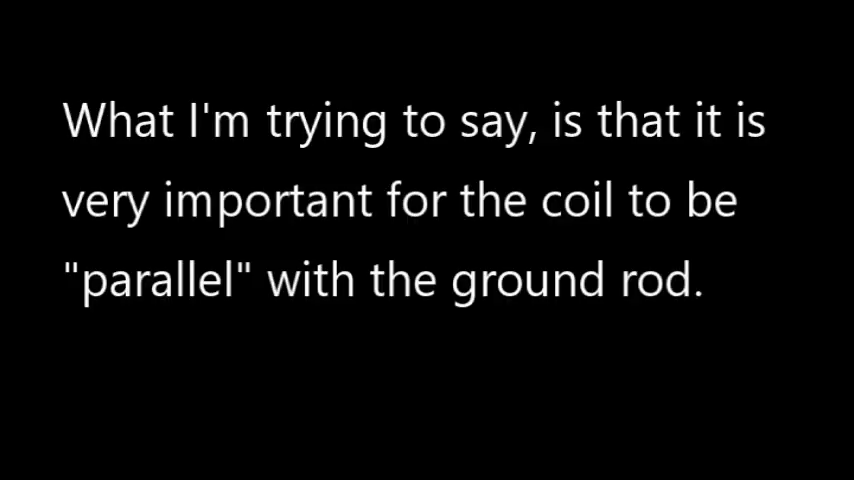 What I'm trying to say, is that it is
very important for the coil to be
"parallel" with the ground rod.